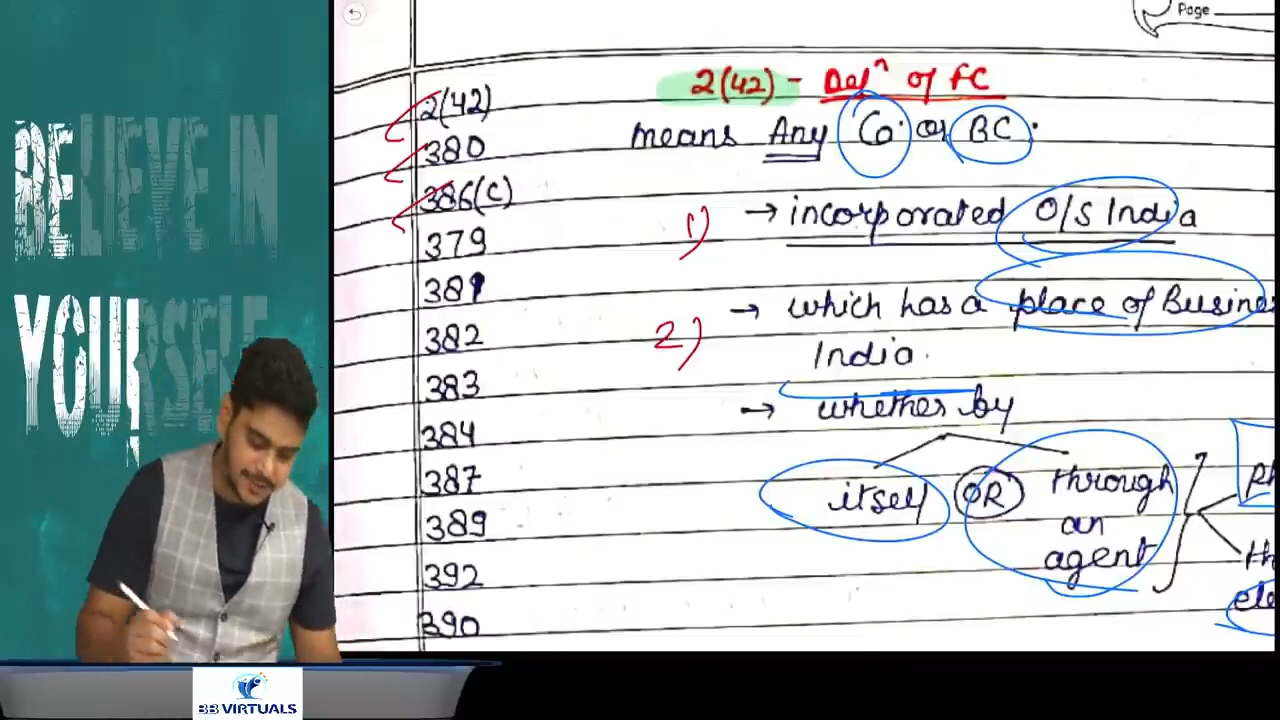 Page
2(42) - Defⁿ of FC
means Any Co. or BC.
1) → incorporated O/S India
2) → which has a place of Busine
India.
→ whether by
itself OR through
an
agent
2(42)
380
386(C)
379
381
382
383
384
387
389
392
390
BELIEVE IN
YOURSELF
BB VIRTUALS